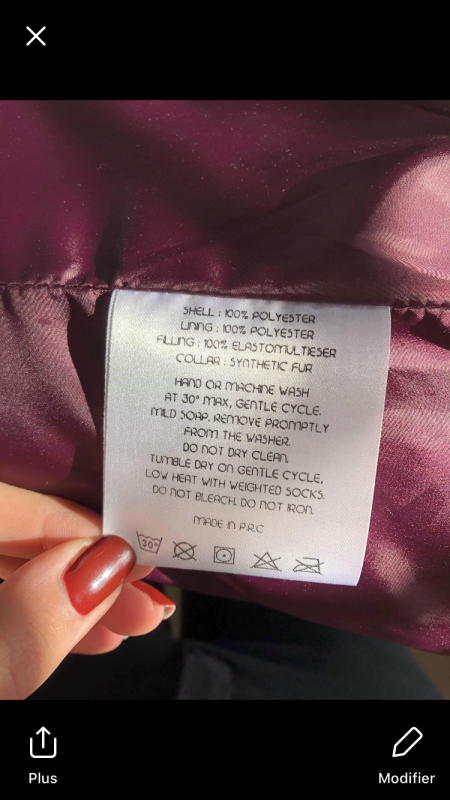 SHELL : 100% POLYESTER
LINING : 100% POLYESTER
FILLING : 100% ELASTOMULTIESER
COLLAR : SYNTHETIC FUR
HAND OR MACHINE WASH
AT 30° MAX, GENTLE CYCLE.
MILD SOAP. REMOVE PROMPTLY
FROM THE WASHER.
DO NOT DRY CLEAN.
TUMBLE DRY ON GENTLE CYCLE,
LOW HEAT WITH WEIGHTED SOCKS.
DO NOT BLEACH. DO NOT IRON.
MADE IN P.R.C
30°
Plus
Modifier